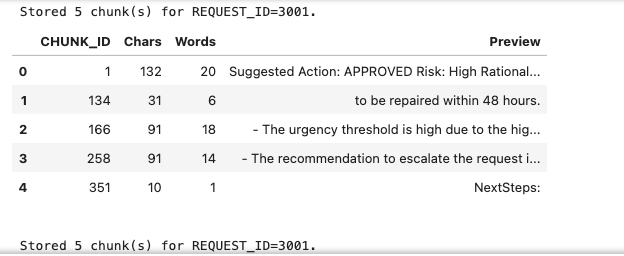 Stored 5 chunk(s) for REQUEST_ID=3001.
CHUNK_ID Chars Words Preview
0 1 132 20 Suggested Action: APPROVED Risk: High Rational...
1 134 31 6 to be repaired within 48 hours.
2 166 91 18 - The urgency threshold is high due to the hig...
3 258 91 14 - The recommendation to escalate the request i...
4 351 10 1 NextSteps:
Stored 5 chunk(s) for REQUEST_ID=3001.